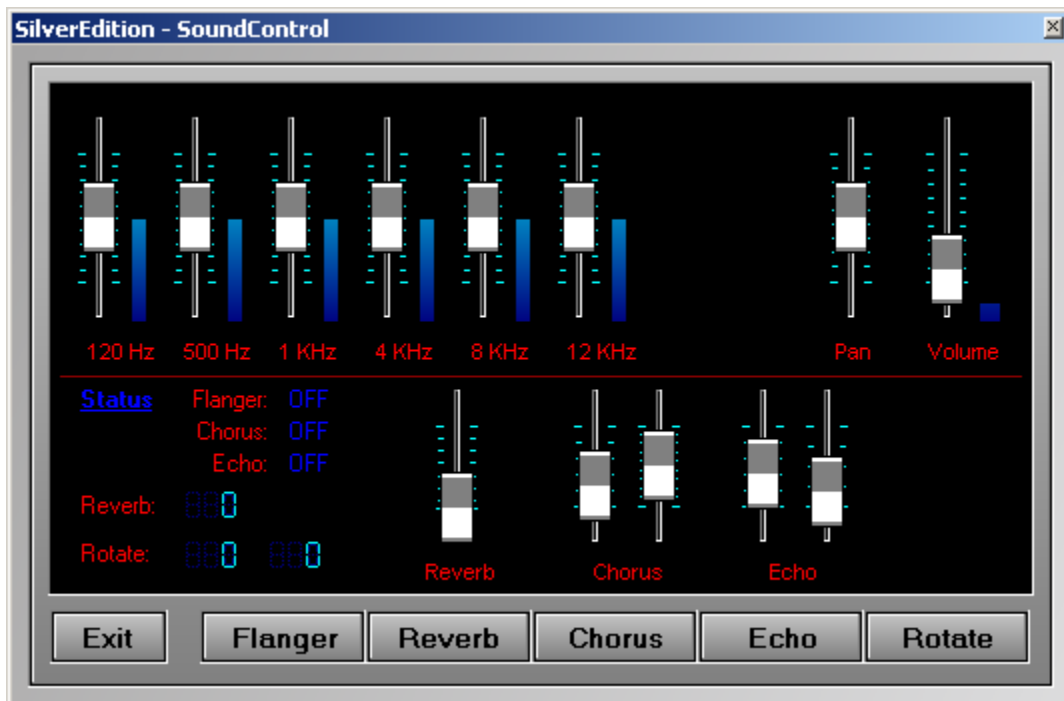 SilverEdition - SoundControl
120 Hz 500 Hz 1 KHz 4 KHz 8 KHz 12 KHz Pan Volume
Status Flanger: OFF
Chorus: OFF
Echo: OFF
Reverb: 0
Rotate: 0 0
Reverb Chorus Echo
Exit Flanger Reverb Chorus Echo Rotate